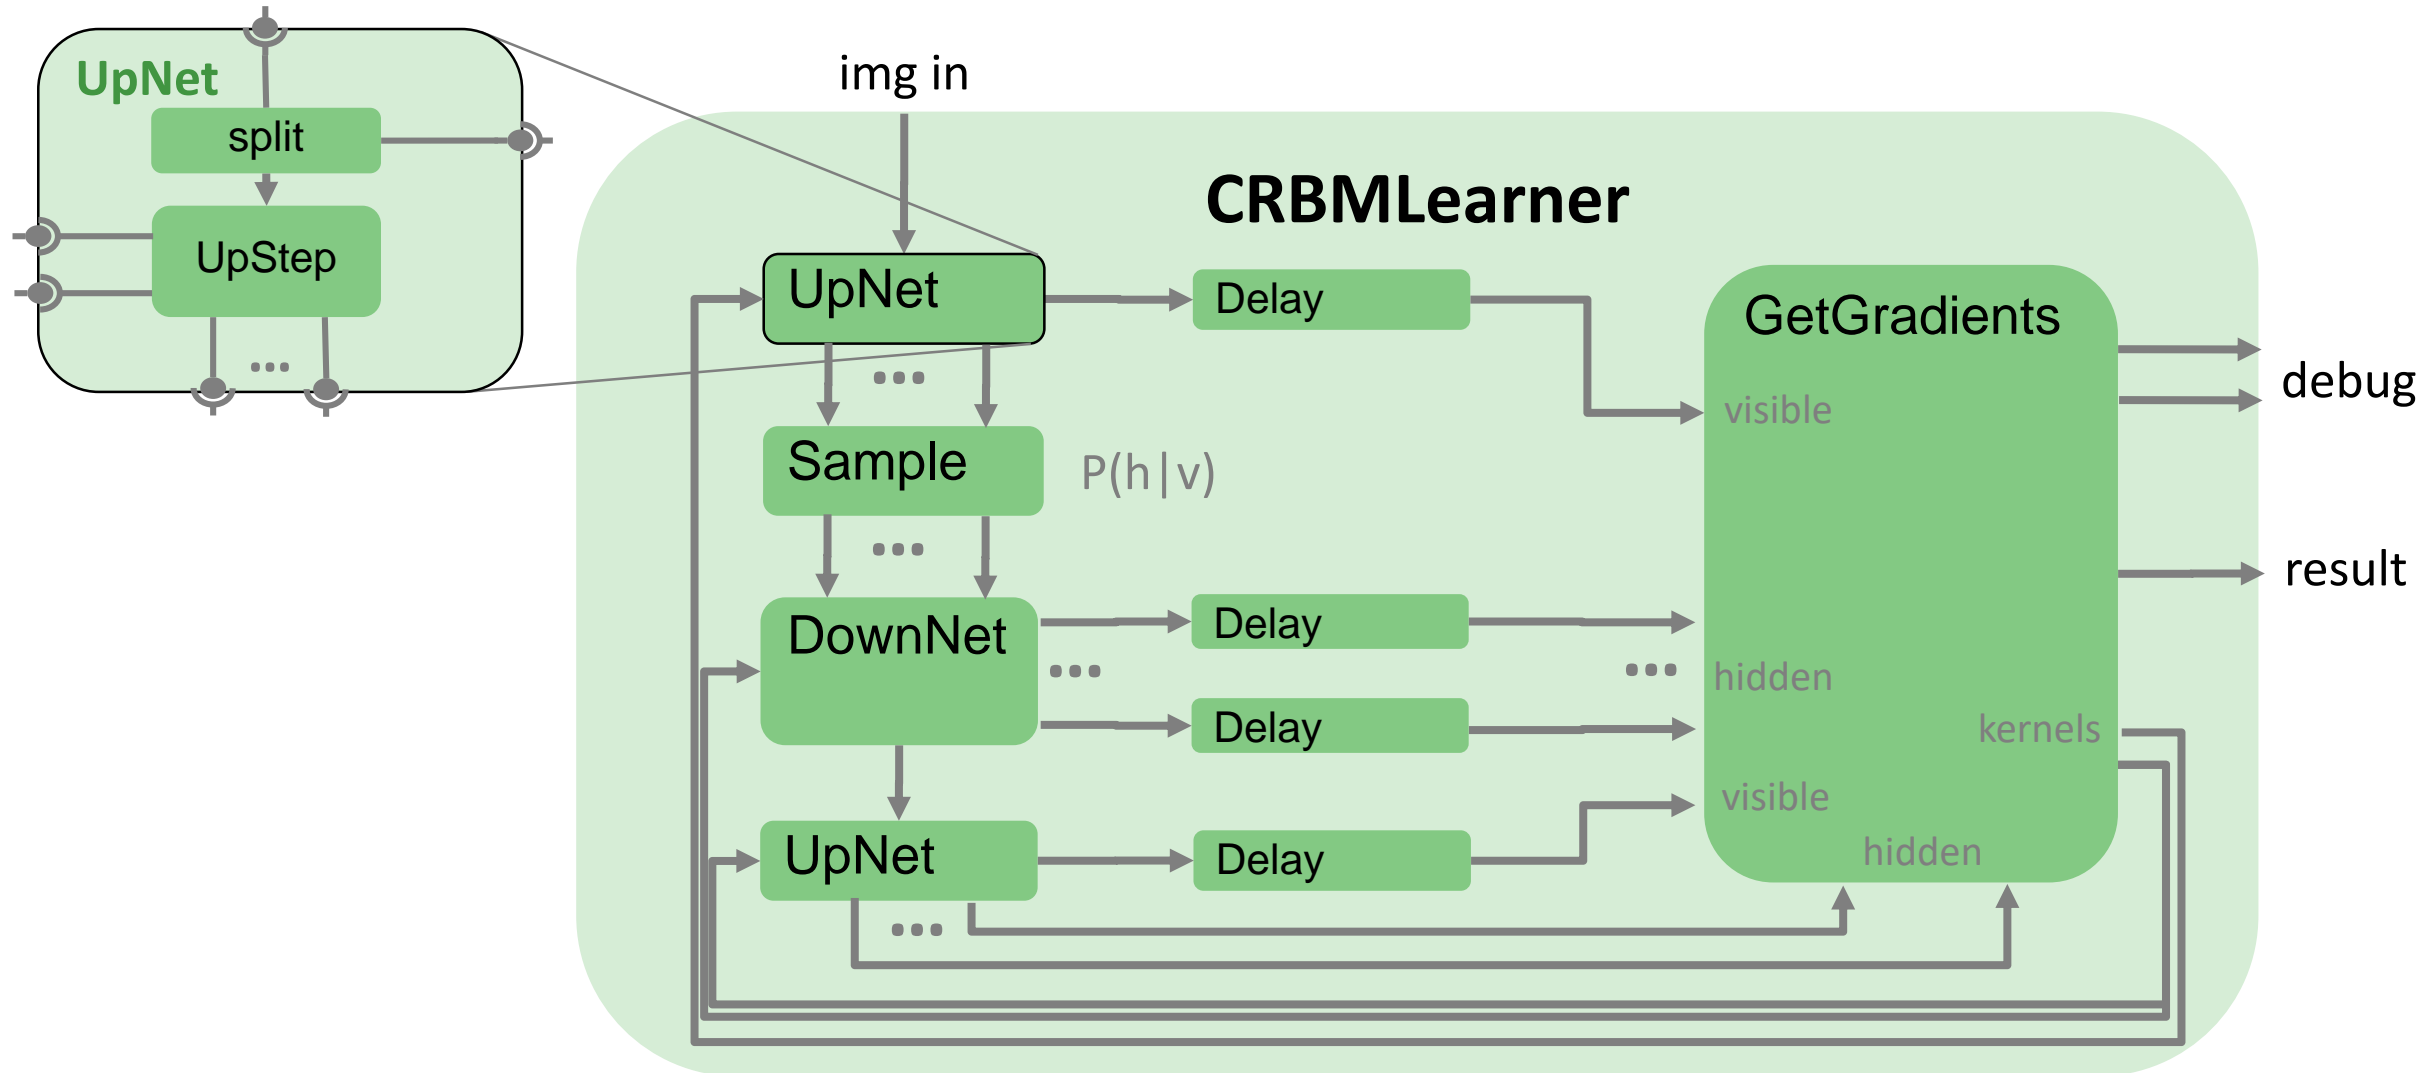 UpNet
split
UpStep
...
img in
CRBMLearner
UpNet
Delay
GetGradients
...
visible
debug
Sample
P(h|v)
...
result
DownNet
Delay
...
...
hidden
Delay
kernels
visible
UpNet
Delay
hidden
...